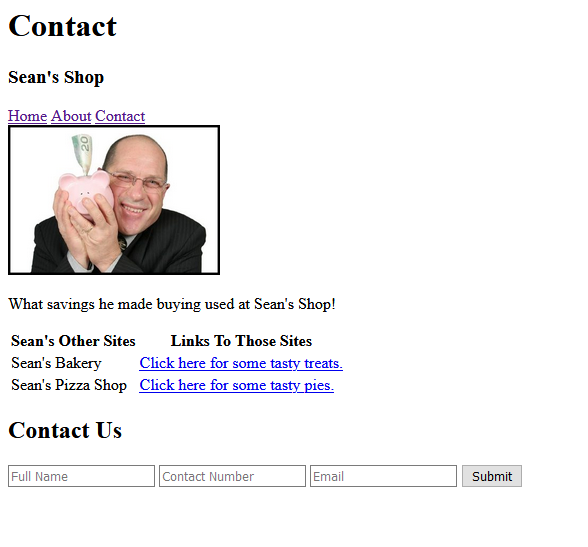 Contact
Sean's Shop
Home About Contact
20
What savings he made buying used at Sean's Shop!
Sean's Other Sites Links To Those Sites
Sean's Bakery Click here for some tasty treats.
Sean's Pizza Shop Click here for some tasty pies.
Contact Us
Full Name Contact Number Email Submit